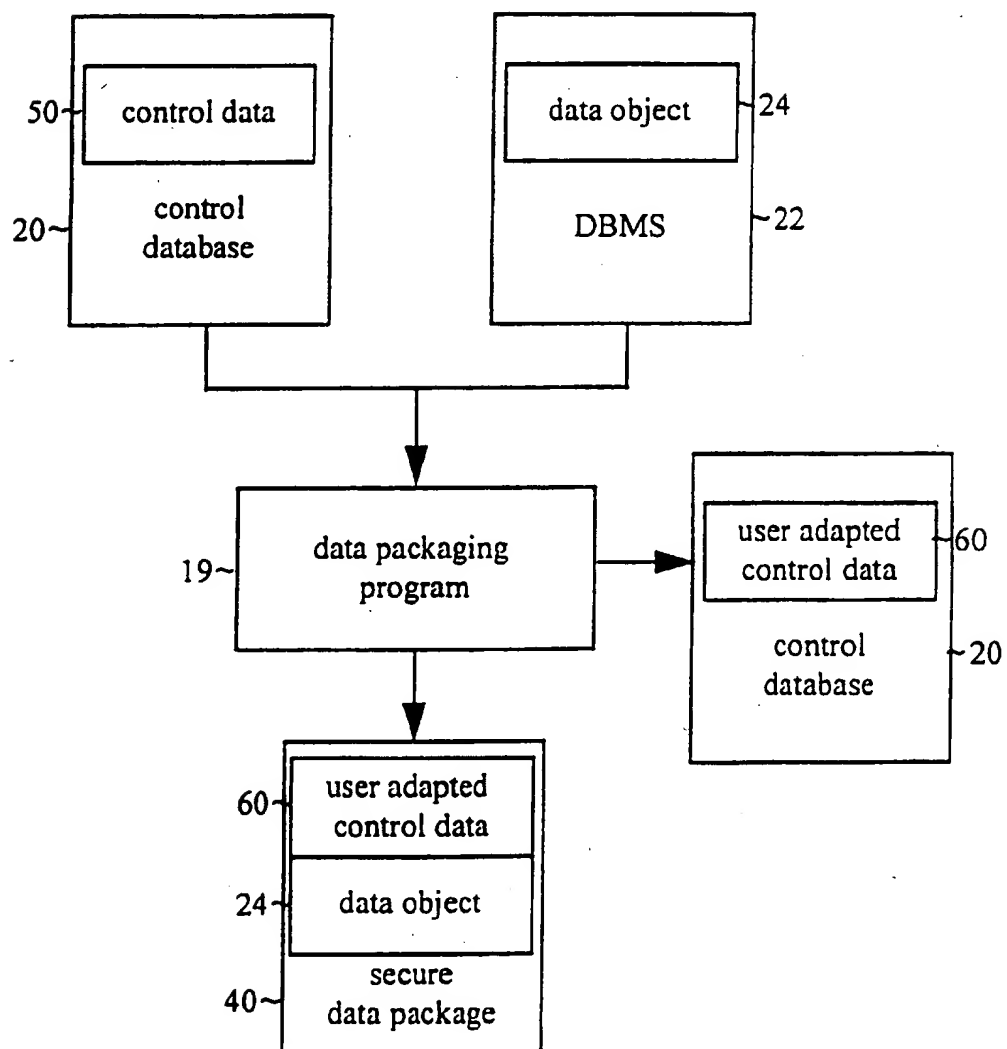 50~ control data
data object ~24
20~ control
database
DBMS ~22
19~ data packaging
program
user adapted ~60
control data
control ~20
database
60~ user adapted
control data
24~ data object
secure
40~ data package